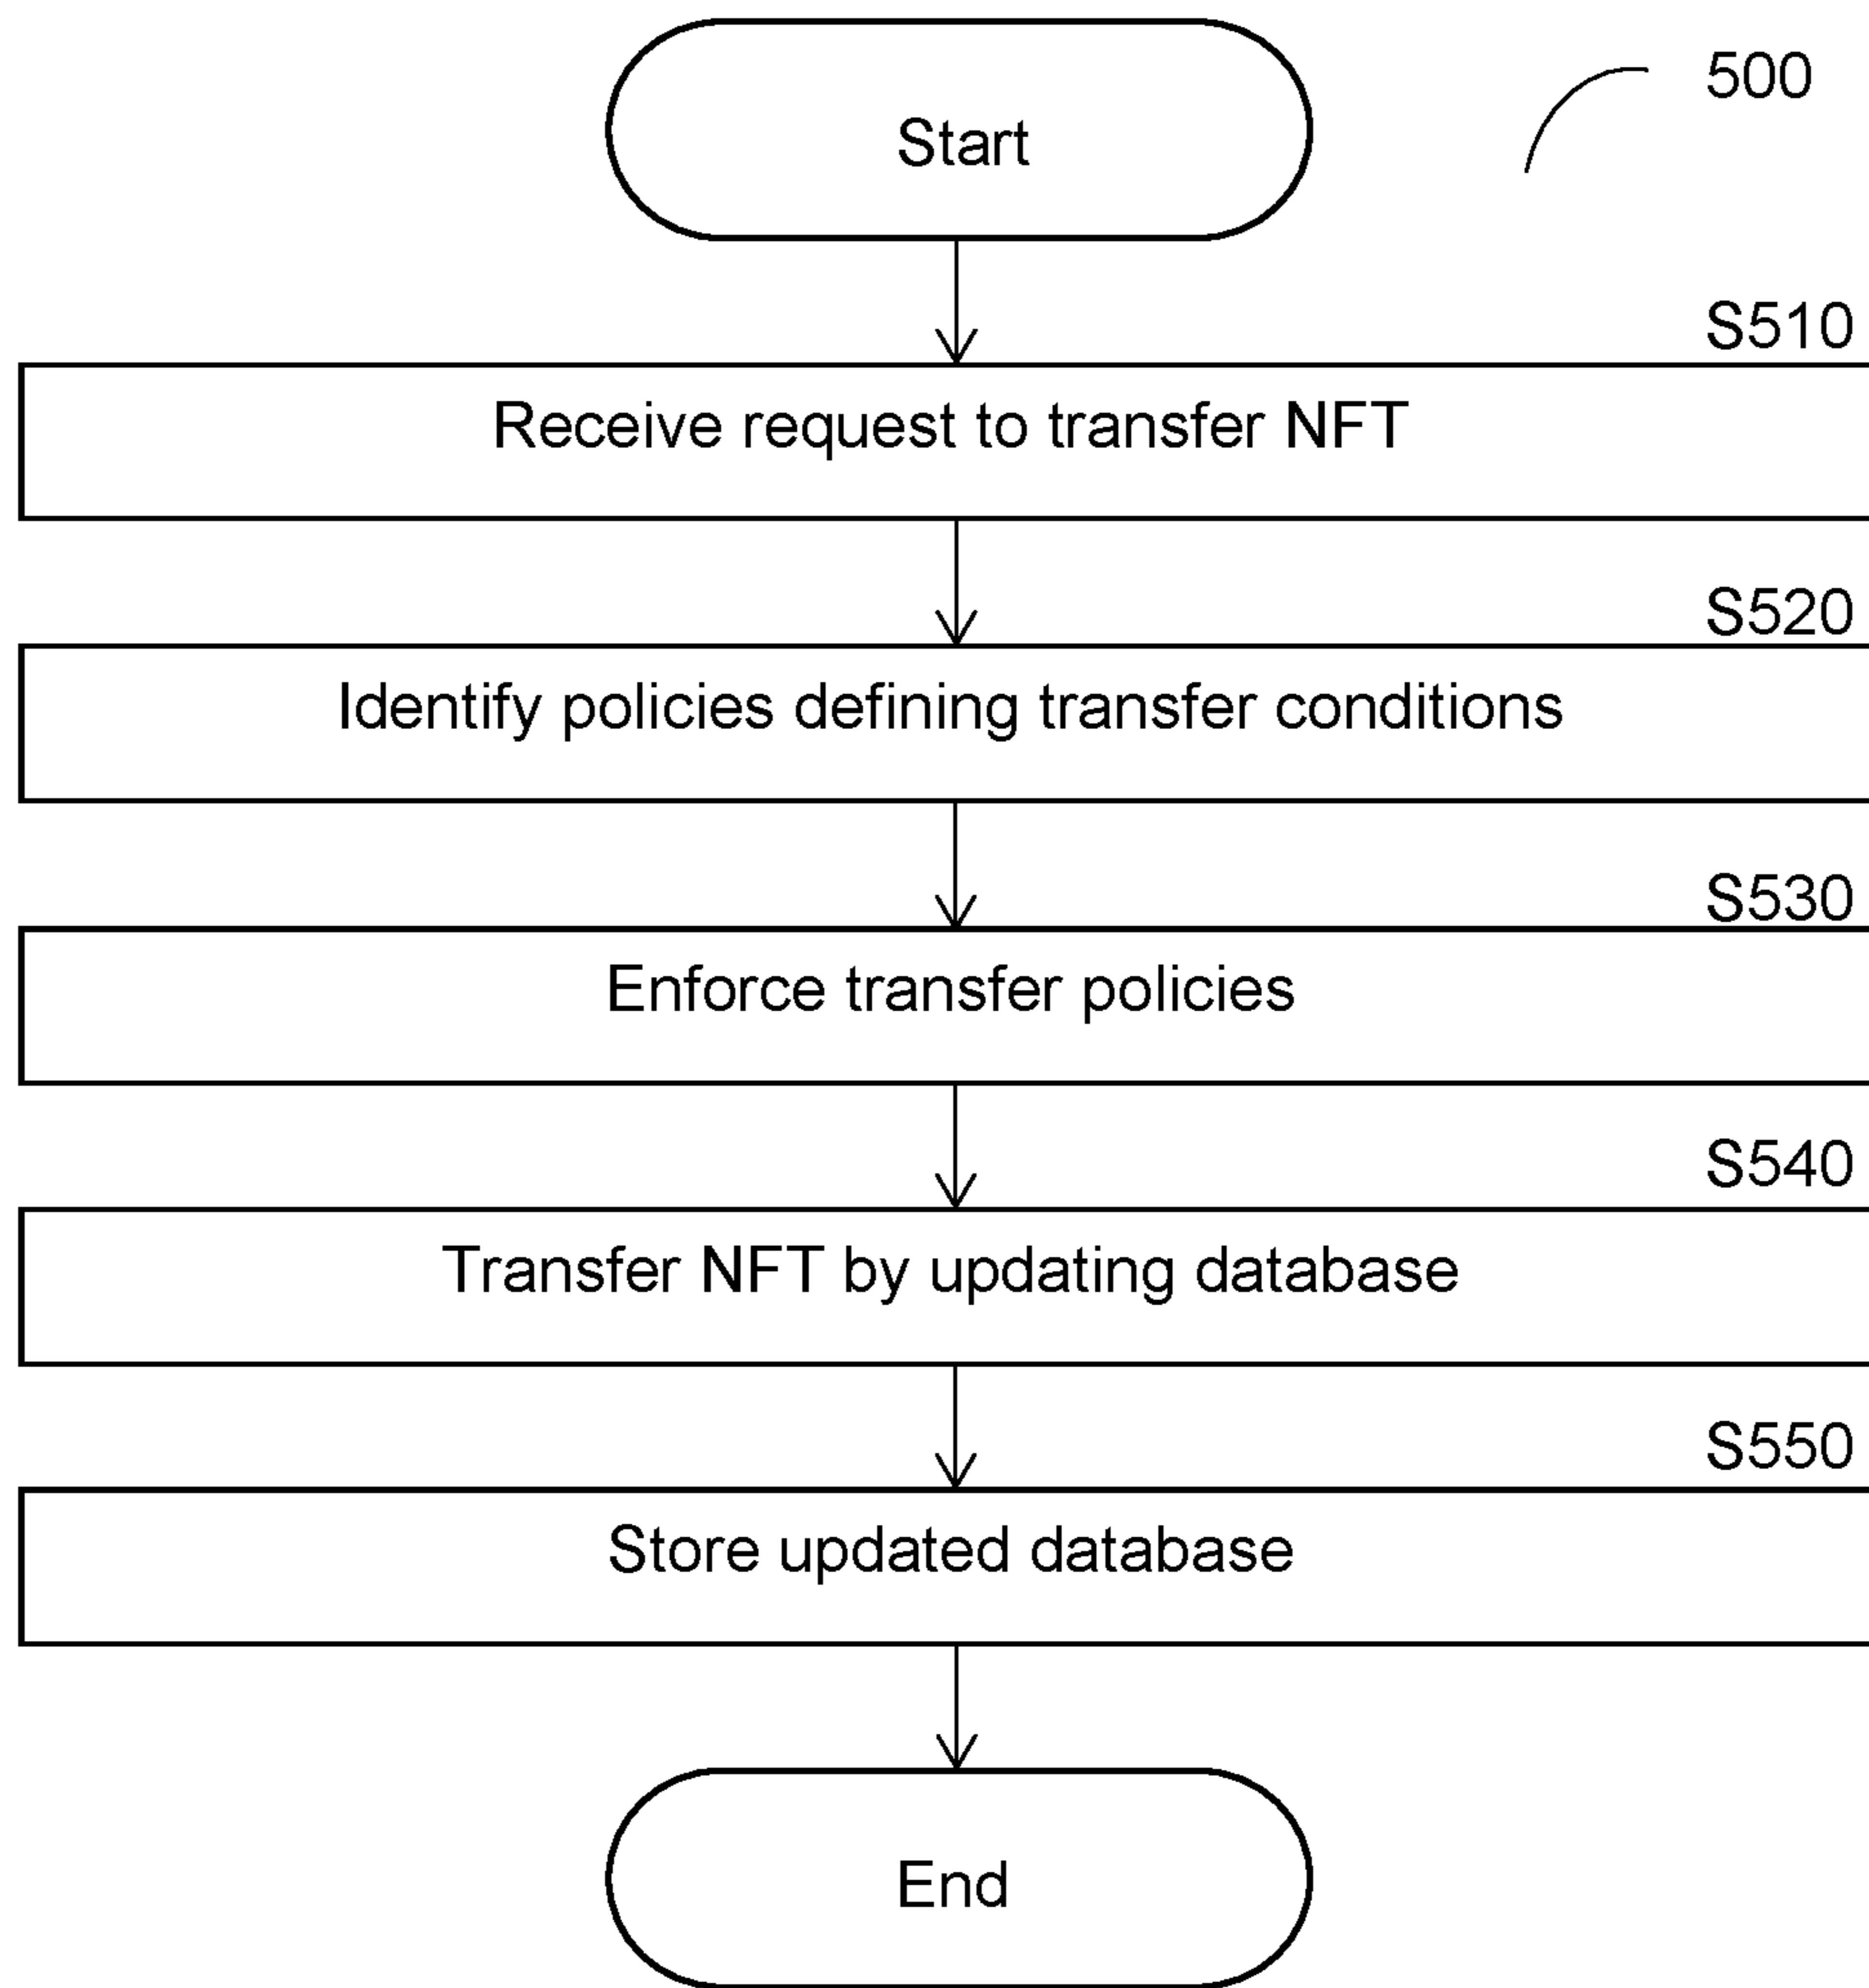 Start
500
S510
Receive request to transfer NFT
S520
Identify policies defining transfer conditions
S530
Enforce transfer policies
S540
Transfer NFT by updating database
S550
Store updated database
End